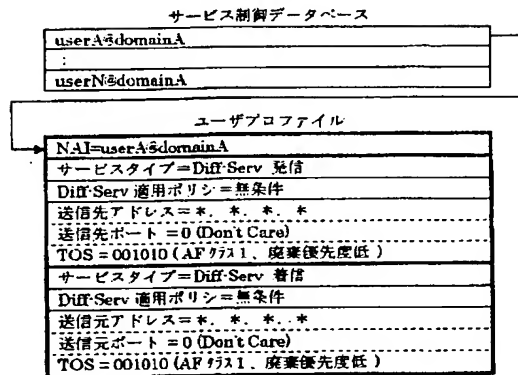 サービス制御データベース
userA@domainA
:
userN@domainA
ユーザプロファイル
NAI=userA@domainA
サービスタイプ=Diff-Serv 発信
Diff-Serv 適用ポリシ=無条件
送信先アドレス=*. *. *. *
送信先ポート =0 (Don't Care)
TOS = 001010 (AF クラス 1、廃棄優先度低 )
サービスタイプ=Diff-Serv 着信
Diff-Serv 適用ポリシ=無条件
送信元アドレス=*. *. *. *
送信元ポート =0 (Don't Care)
TOS = 001010 (AF クラス 1、廃棄優先度低 )